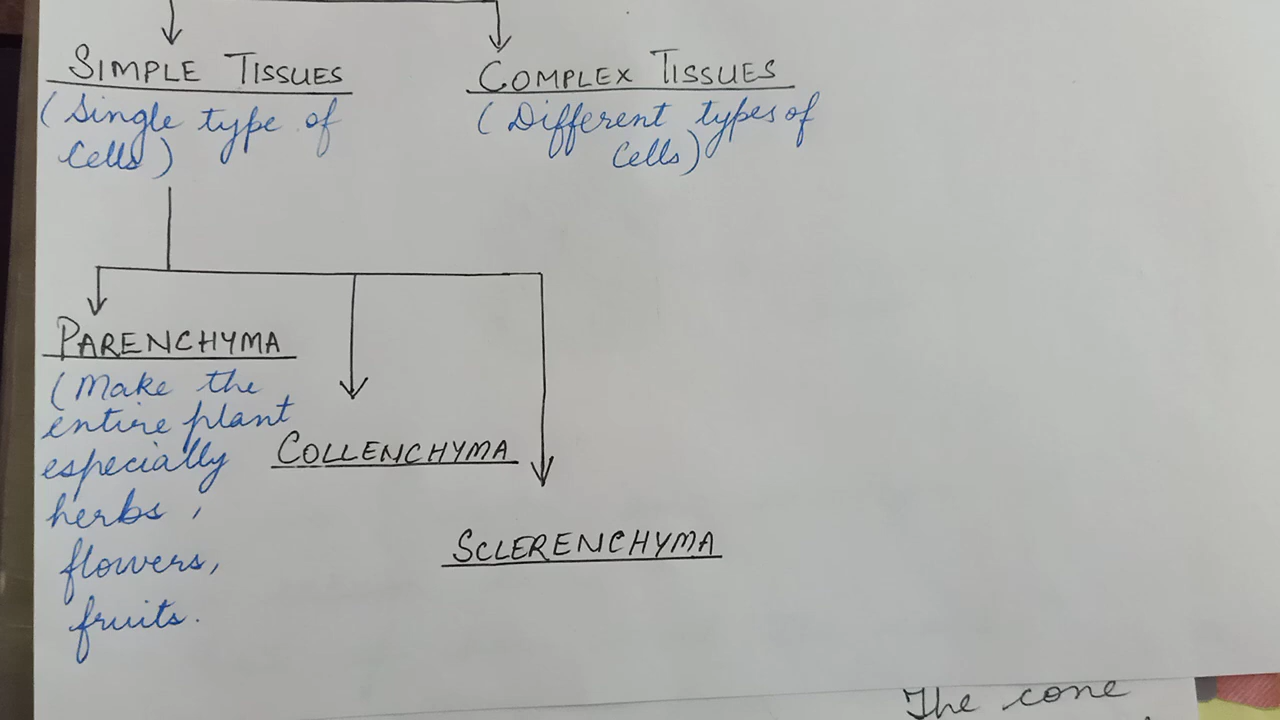 SIMPLE TISSUES
(Single type of
Cells)
COMPLEX TISSUES
(Different types of
Cells)
PARENCHYMA
(Make the
entire plant
especially
herbs,
flowers,
fruits.
COLLENCHYMA
SCLERENCHYMA
The cone